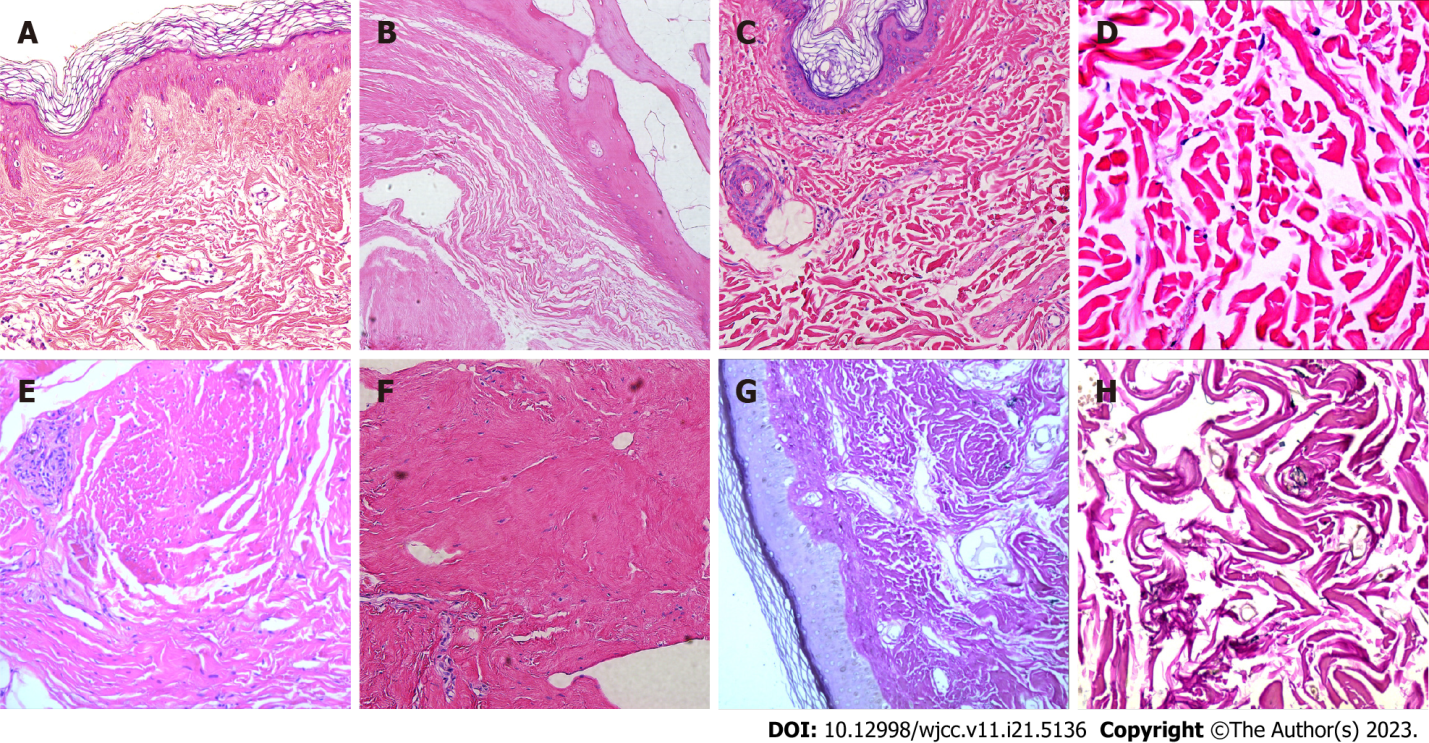 A B C D
E F G H
DOI: 10.12998/wjcc.v11.i21.5136 Copyright ©The Author(s) 2023.